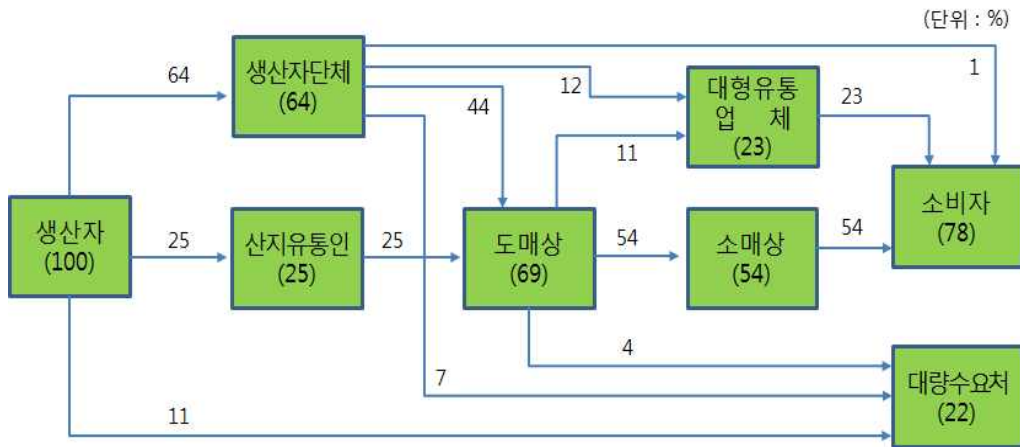 (단위 : %)
생산자단체
(64)
64
1
12
대형유통
업 체
(23)
23
44
11
생산자
(100)
25
산지유통인
(25)
25
도매상
(69)
54
소매상
(54)
54
소비자
(78)
4
7
대량수요처
(22)
11